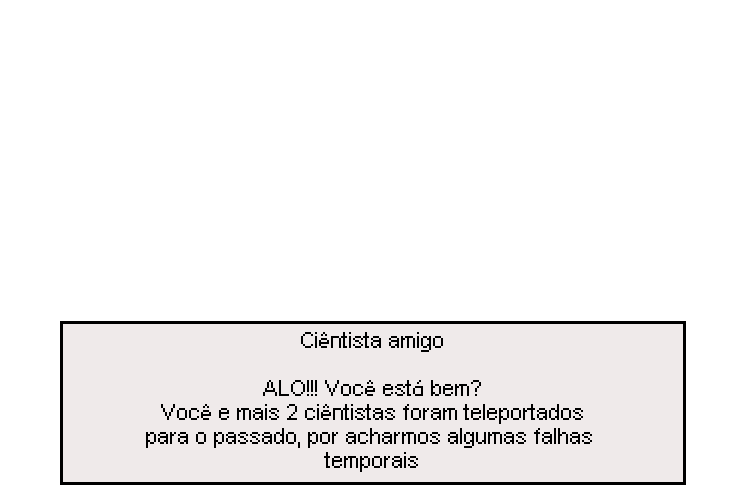 Ciêntista amigo
ALO!!! Você está bem?
Você e mais 2 ciêntistas foram teleportados
para o passado, por acharmos algumas falhas
temporais